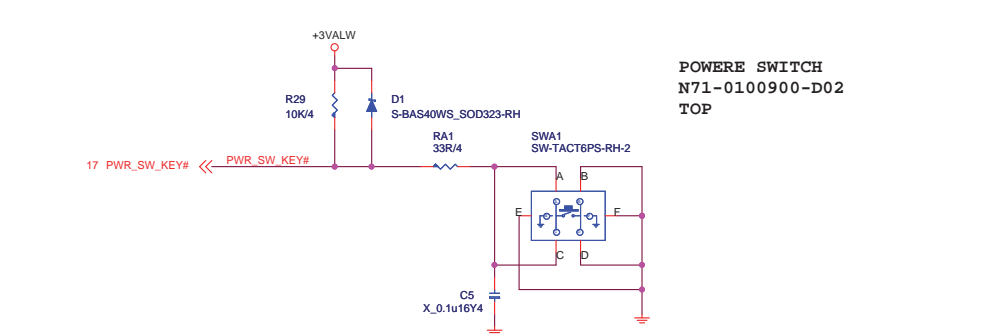 +3VALW
POWERE SWITCH
N71-0100900-D02
TOP
R29
10K/4
D1
S-BAS40WS_SOD323-RH
RA1
33R/4
SWA1
SW-TACT6PS-RH-2
17 PWR_SW_KEY#
PWR_SW_KEY#
A B
E F
C D
C5
X_0.1u16Y4